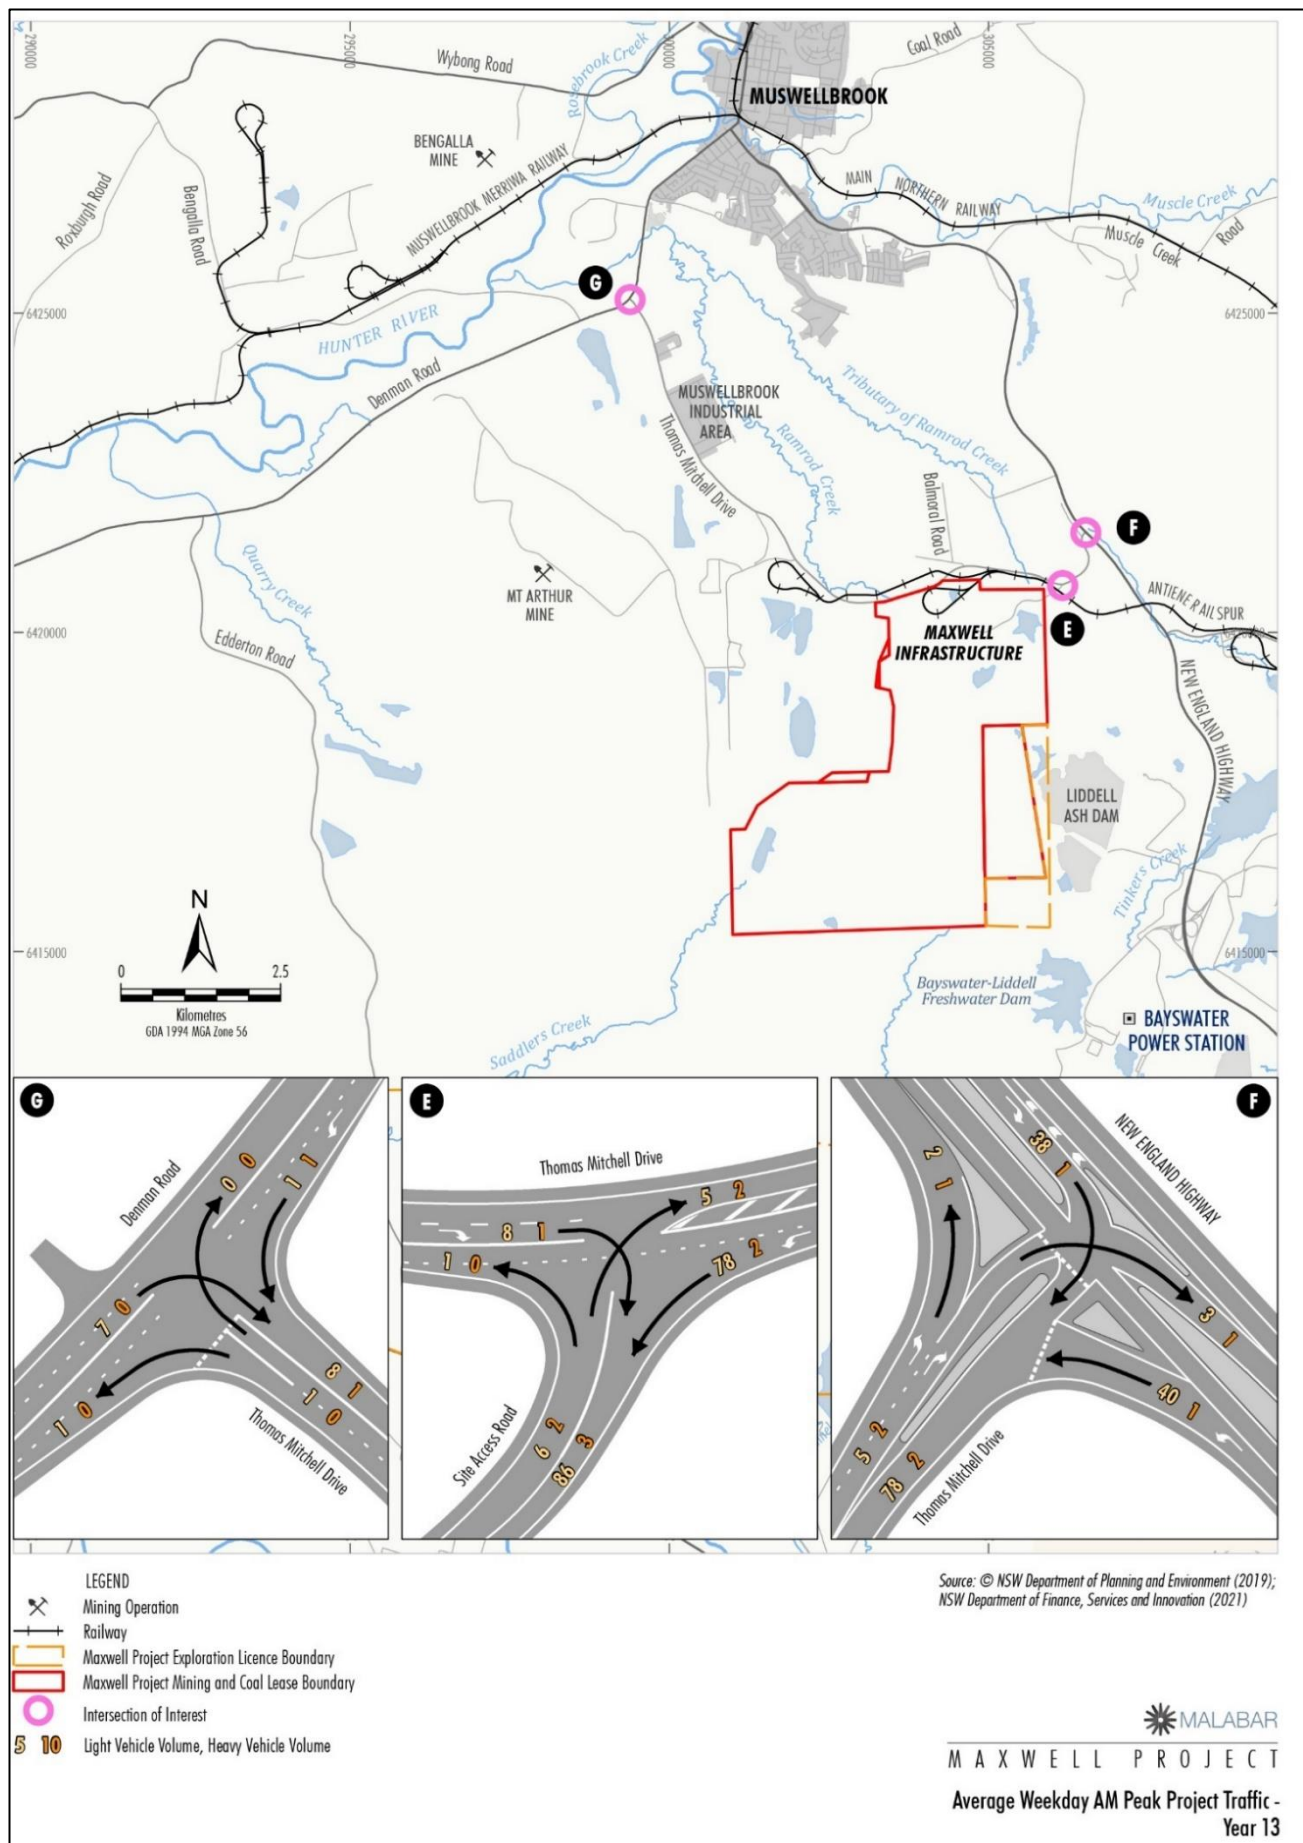 290000
295000
300000
305000
Wybong Road
Rosebrook Creek
Coal Road
MUSWELLBROOK
BENGALLA
MINE
MUSWELLBROOK MERRIWA RAILWAY
MAIN NORTHERN RAILWAY
Muscle Creek
Muscle Creek Road
Roxburgh Road
Bengalla Road
G
6425000
6425000
HUNTER RIVER
Denman Road
MUSWELLBROOK
INDUSTRIAL
AREA
Thomas Mitchell Drive
Ramrod Creek
Tributary of Ramrod Creek
Balmoral Road
F
Quarry Creek
MT ARTHUR
MINE
ANTIENE RAIL SPUR
E
6420000
MAXWELL
INFRASTRUCTURE
Edderton Road
NEW ENGLAND HIGHWAY
LIDDELL
ASH DAM
Tinkers Creek
N
0 2.5
Kilometres
GDA 1994 MGA Zone 56
6415000
6415000
Bayswater-Liddell
Freshwater Dam
Saddlers Creek
BAYSWATER
POWER STATION
G
Denman Road
0 0
1 1
7 0
1 0
8 1
1 0
Thomas Mitchell Drive
E
Thomas Mitchell Drive
5 2
8 1
1 0
78 2
Site Access Road
6 2
86 3
F
NEW ENGLAND HIGHWAY
38 1
2 1
3 1
40 1
5 2
78 2
Thomas Mitchell Drive
LEGEND
Mining Operation
Railway
Maxwell Project Exploration Licence Boundary
Maxwell Project Mining and Coal Lease Boundary
Intersection of Interest
5 10 Light Vehicle Volume, Heavy Vehicle Volume
Source: © NSW Department of Planning and Environment (2019);
NSW Department of Finance, Services and Innovation (2021)
MALABAR
MAXWELL PROJECT
Average Weekday AM Peak Project Traffic -
Year 13